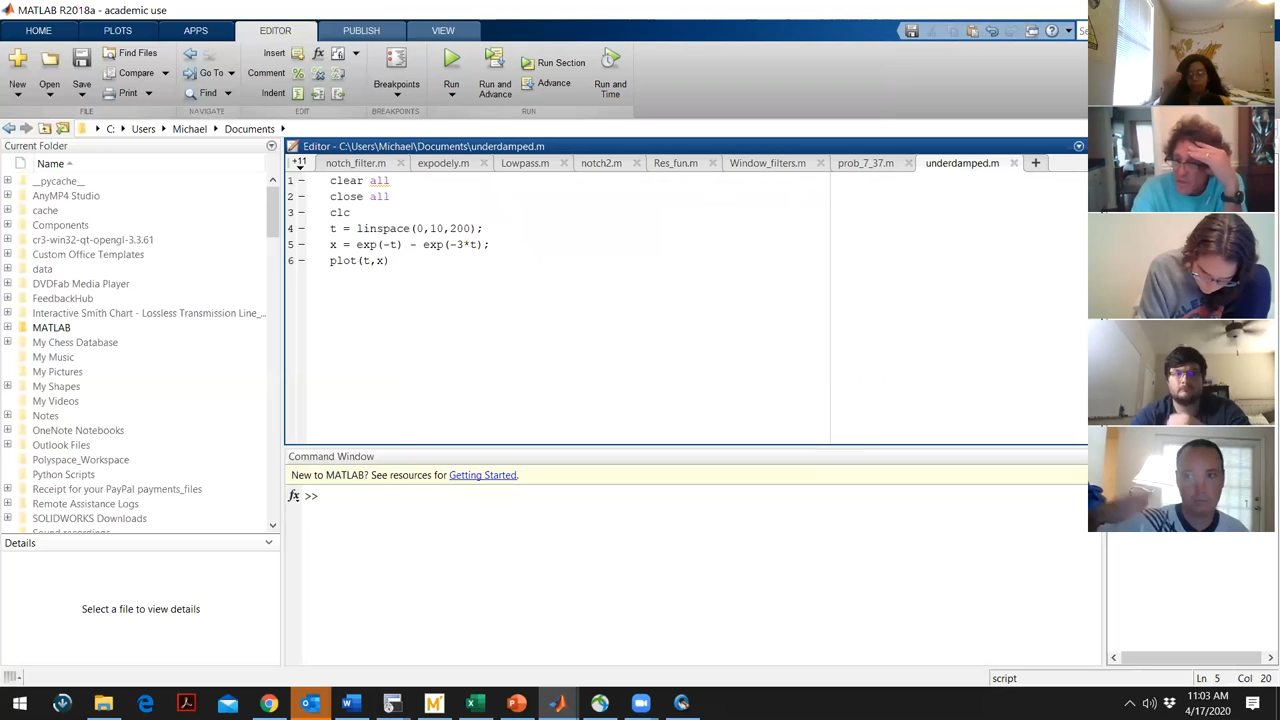 MATLAB R2018a - academic use
HOME PLOTS APPS EDITOR PUBLISH VIEW
New Open Save Find Files Compare Print Go To Find Insert Comment Indent Breakpoints Run Run and Advance Run Section Advance Run and Time
FILE NAVIGATE EDIT BREAKPOINTS RUN
C: Users Michael Documents
Current Folder
Name
__pycache__
AnyMP4 Studio
cache
Components
cr3-win32-qt-opengl-3.3.61
Custom Office Templates
data
DVDFab Media Player
FeedbackHub
Interactive Smith Chart - Lossless Transmission Line_...
MATLAB
My Chess Database
My Music
My Pictures
My Shapes
My Videos
Notes
OneNote Notebooks
Outlook Files
Polyspace_Workspace
Python Scripts
Receipt for your PayPal payments_files
Remote Assistance Logs
SOLIDWORKS Downloads
Sound recordings
Details
Select a file to view details
Editor - C:\Users\Michael\Documents\underdamped.m
+11 notch_filter.m expodely.m Lowpass.m notch2.m Res_fun.m Window_filters.m prob_7_37.m underdamped.m
1 - clear all
2 - close all
3 - clc
4 - t = linspace(0,10,200);
5 - x = exp(-t) - exp(-3*t);
6 - plot(t,x)
Command Window
New to MATLAB? See resources for Getting Started.
fx >>
script Ln 5 Col 20
11:03 AM
4/17/2020